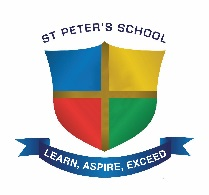 ST PETER'S SCHOOL
LEARN, ASPIRE, EXCEED